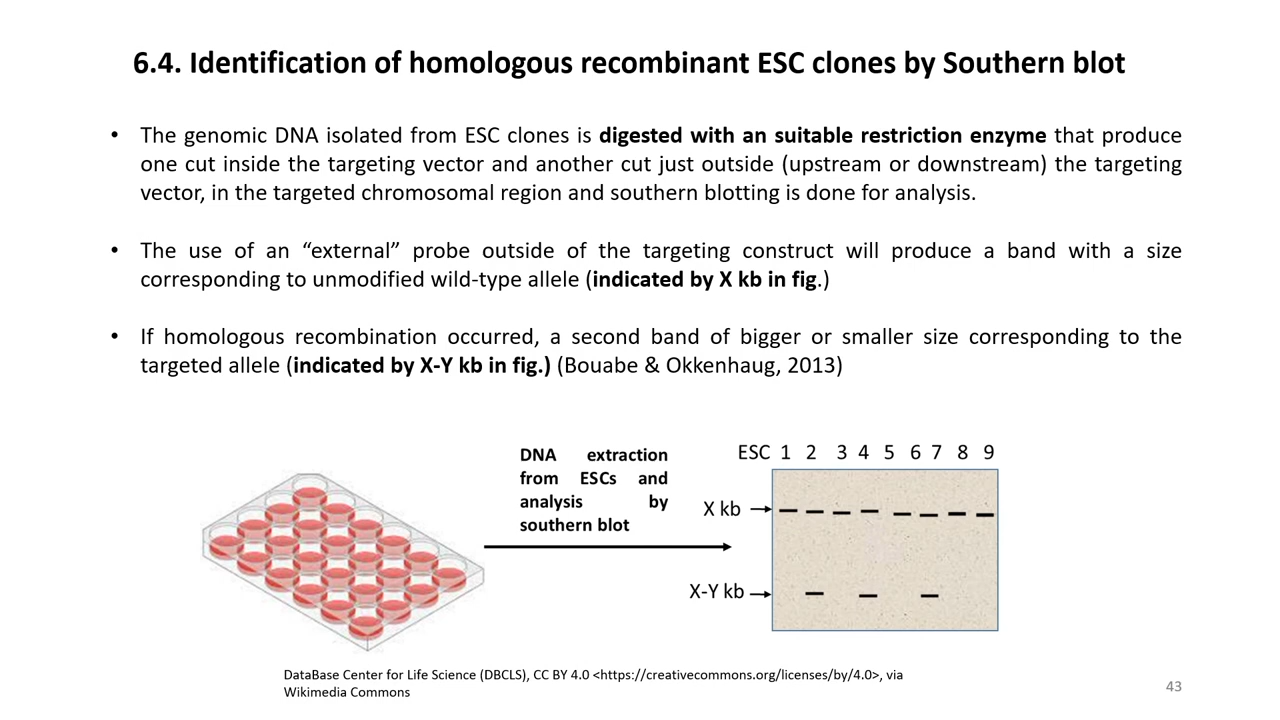 6.4. Identification of homologous recombinant ESC clones by Southern blot
• The genomic DNA isolated from ESC clones is digested with an suitable restriction enzyme that produce
one cut inside the targeting vector and another cut just outside (upstream or downstream) the targeting
vector, in the targeted chromosomal region and southern blotting is done for analysis.
• The use of an “external” probe outside of the targeting construct will produce a band with a size
corresponding to unmodified wild-type allele (indicated by X kb in fig.)
• If homologous recombination occurred, a second band of bigger or smaller size corresponding to the
targeted allele (indicated by X-Y kb in fig.) (Bouabe & Okkenhaug, 2013)
DNA extraction
from ESCs and
analysis by
southern blot
ESC 1 2 3 4 5 6 7 8 9
X kb
X-Y kb
DataBase Center for Life Science (DBCLS), CC BY 4.0 <https://creativecommons.org/licenses/by/4.0>, via
Wikimedia Commons
43